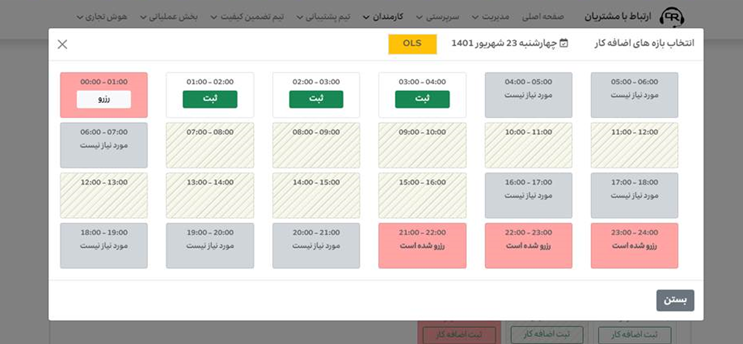 ارتباط با مشتریان
صفحه اصلی
مدیریت
سرپرستی
کارمندان
تیم پشتیبانی
تیم تضمین کیفیت
بخش عملیاتی
هوش تجاری
انتخاب بازه های اضافه کار
چهارشنبه 23 شهریور 1401
OLS
00:00 - 01:00
رزرو
01:00 - 02:00
ثبت
02:00 - 03:00
ثبت
03:00 - 04:00
ثبت
04:00 - 05:00
مورد نیاز نیست
05:00 - 06:00
مورد نیاز نیست
06:00 - 07:00
مورد نیاز نیست
07:00 - 08:00
08:00 - 09:00
09:00 - 10:00
10:00 - 11:00
11:00 - 12:00
12:00 - 13:00
13:00 - 14:00
14:00 - 15:00
15:00 - 16:00
16:00 - 17:00
مورد نیاز نیست
17:00 - 18:00
مورد نیاز نیست
18:00 - 19:00
مورد نیاز نیست
19:00 - 20:00
مورد نیاز نیست
20:00 - 21:00
مورد نیاز نیست
21:00 - 22:00
رزرو شده است
22:00 - 23:00
رزرو شده است
23:00 - 24:00
رزرو شده است
بستن
ثبت اضافه کار
ثبت اضافه کار
ثبت اضافه کار